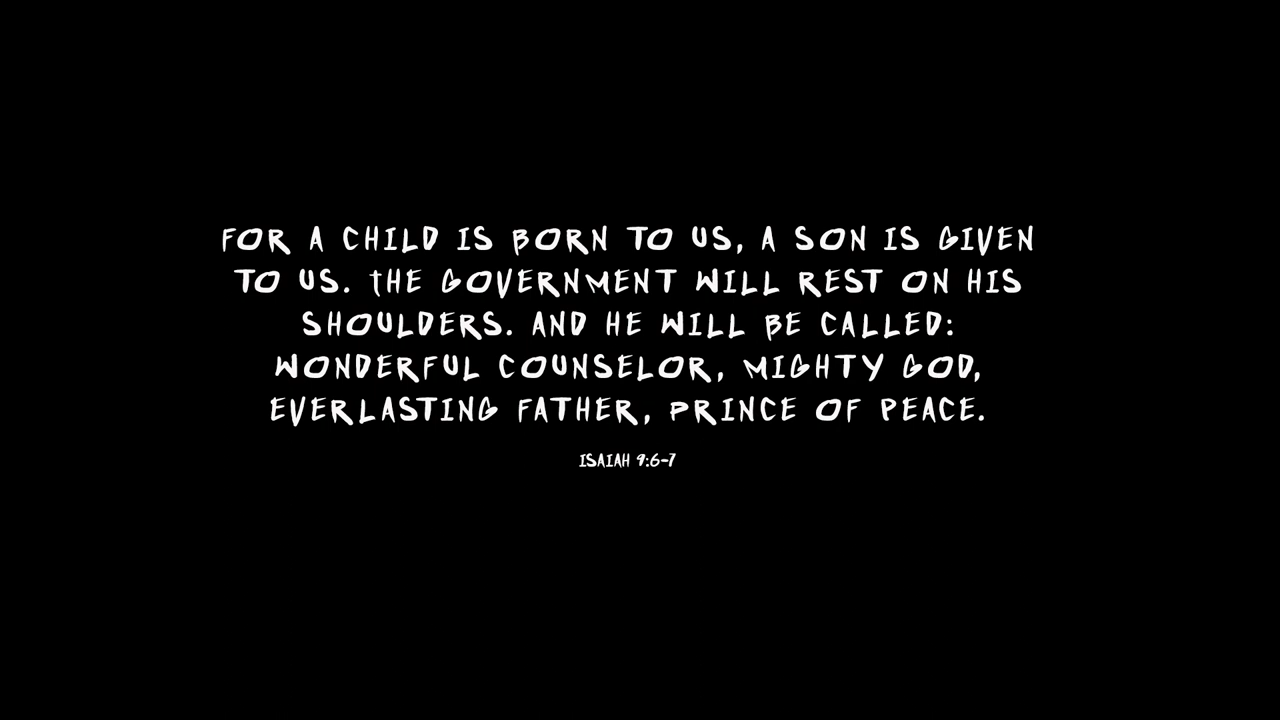 FOR A CHILD IS BORN TO US, A SON IS GIVEN
TO US. THE GOVERNMENT WILL REST ON HIS
SHOULDERS. AND HE WILL BE CALLED:
WONDERFUL COUNSELOR, MIGHTY GOD,
EVERLASTING FATHER, PRINCE OF PEACE.
ISAIAH 9:6-7